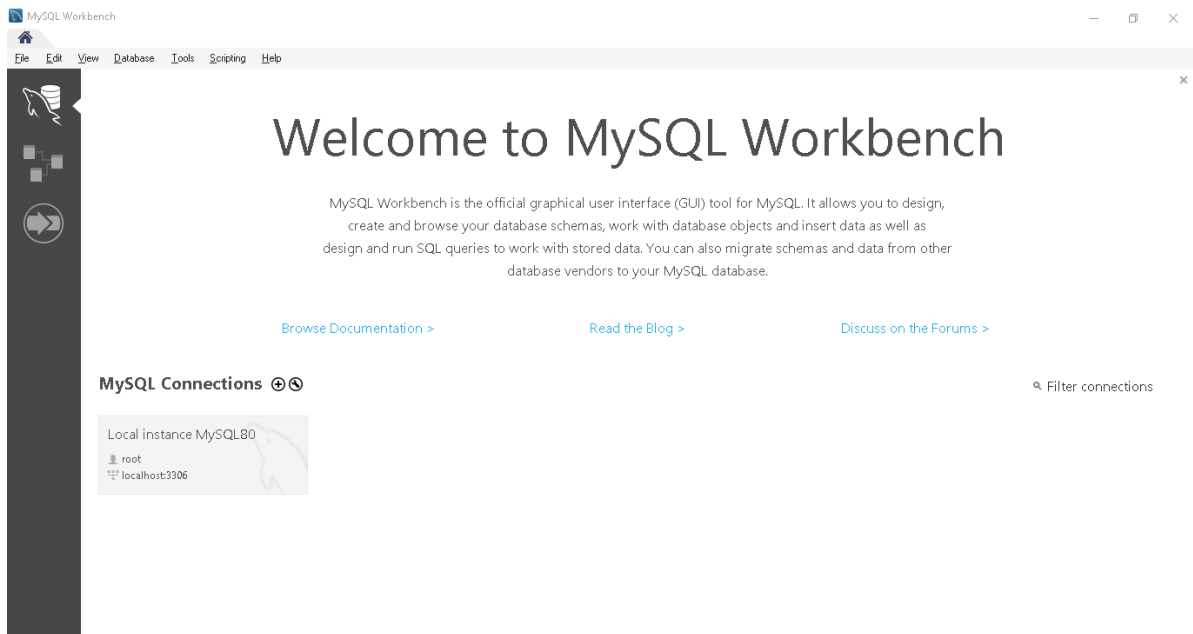 MySQL Workbench
File Edit View Database Tools Scripting Help
Welcome to MySQL Workbench
MySQL Workbench is the official graphical user interface (GUI) tool for MySQL. It allows you to design,
create and browse your database schemas, work with database objects and insert data as well as
design and run SQL queries to work with stored data. You can also migrate schemas and data from other
database vendors to your MySQL database.
Browse Documentation > Read the Blog > Discuss on the Forums >
MySQL Connections Filter connections
Local instance MySQL80
root
localhost:3306